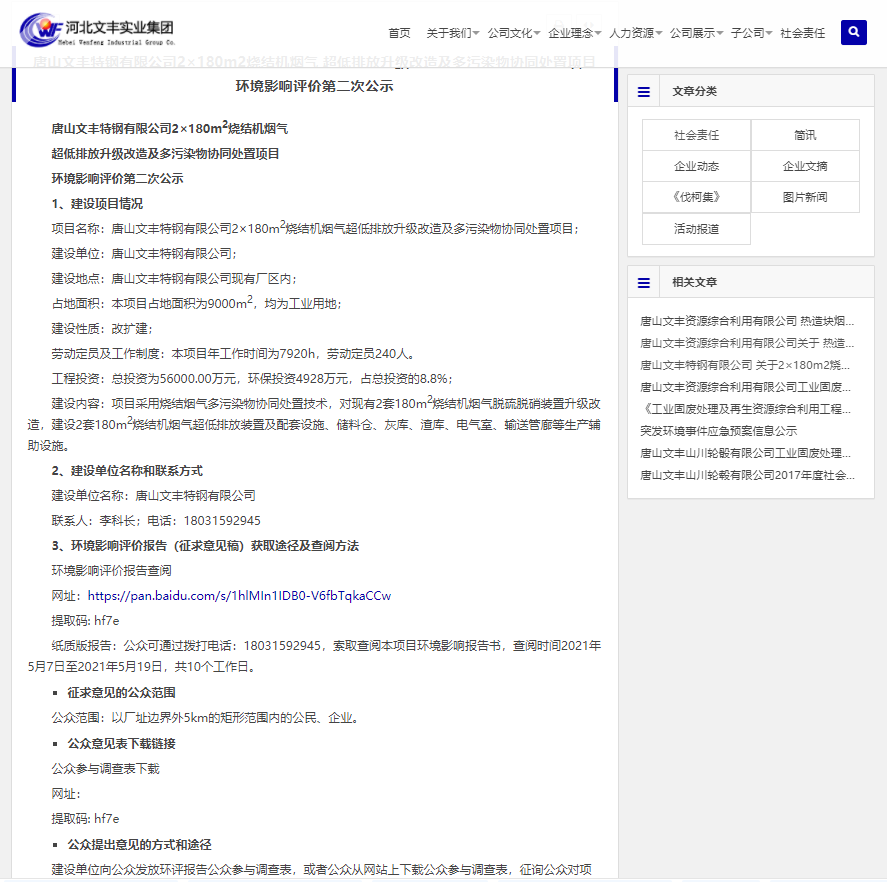 河北文丰实业集团
Hebei Wenfeng Industrial Group Co.
首页 关于我们 公司文化 企业理念 人力资源 公司展示 子公司 社会责任
唐山文丰特钢有限公司2×180m2烧结机烟气 超低排放升级改造及多污染物协同处置项目
环境影响评价第二次公示
唐山文丰特钢有限公司2×180m²烧结机烟气
超低排放升级改造及多污染物协同处置项目
环境影响评价第二次公示
1、建设项目情况
项目名称：唐山文丰特钢有限公司2×180m²烧结机烟气超低排放升级改造及多污染物协同处置项目；
建设单位：唐山文丰特钢有限公司；
建设地点：唐山文丰特钢有限公司现有厂区内；
占地面积：本项目占地面积为9000m²，均为工业用地；
建设性质：改扩建；
劳动定员及工作制度：本项目年工作时间为7920h，劳动定员240人。
工程投资：总投资为56000.00万元，环保投资4928万元，占总投资的8.8%；
建设内容：项目采用烧结烟气多污染物协同处置技术，对现有2套180m²烧结机烟气脱硫脱硝装置升级改
造，建设2套180m²烧结机烟气超低排放装置及配套设施、储料仓、灰库、渣库、电气室、输送管廊等生产辅
助设施。
2、建设单位名称和联系方式
建设单位名称：唐山文丰特钢有限公司
联系人：李科长；电话：18031592945
3、环境影响评价报告（征求意见稿）获取途径及查阅方法
环境影响评价报告查阅
网址：https://pan.baidu.com/s/1hlMIn1IDB0-V6fbTqkaCCw
提取码: hf7e
纸质版报告：公众可通过拨打电话：18031592945，索取查阅本项目环境影响报告书，查阅时间2021年
5月7日至2021年5月19日，共10个工作日。
▪ 征求意见的公众范围
公众范围：以厂址边界外5km的矩形范围内的公民、企业。
▪ 公众意见表下载链接
公众参与调查表下载
网址：
提取码: hf7e
▪ 公众提出意见的方式和途径
建设单位向公众发放环评报告公众参与调查表，或者公众从网站上下载公众参与调查表，征询公众对项
文章分类
社会责任 简讯
企业动态 企业文摘
《伐柯集》 图片新闻
活动报道
相关文章
唐山文丰资源综合利用有限公司 热造块烟...
唐山文丰资源综合利用有限公司关于 热造...
唐山文丰特钢有限公司 关于2×180m2烧...
唐山文丰资源综合利用有限公司工业固废...
《工业固废处理及再生资源综合利用工程...
突发环境事件应急预案信息公示
唐山文丰山川轮毂有限公司工业固废处理...
唐山文丰山川轮毂有限公司2017年度社会...